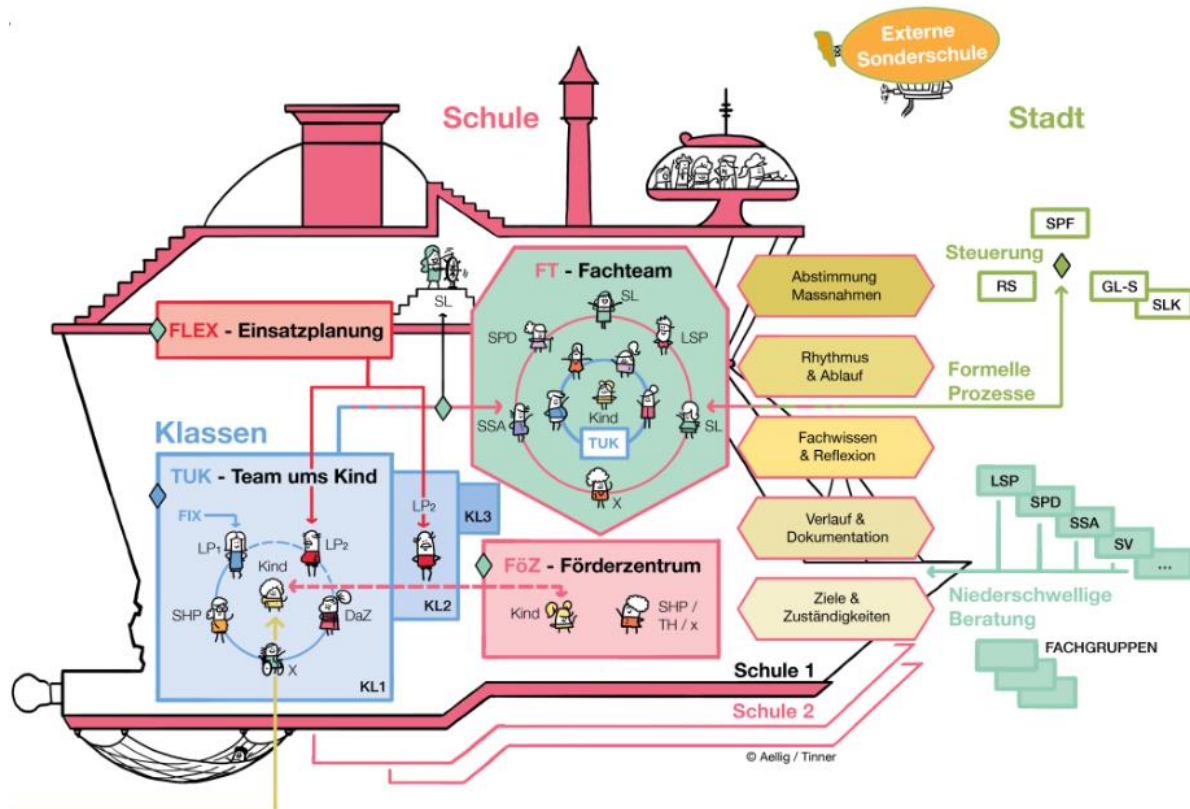 Externe
Sonderschule
Schule
Stadt
SPF
Steuerung
RS
GL-S
SLK
FT - Fachteam
SL
SPD
LSP
SSA
Kind
TUK
SL
X
SL
FLEX - Einsatzplanung
Abstimmung
Massnahmen
Rhythmus
& Ablauf
Fachwissen
& Reflexion
Verlauf &
Dokumentation
Ziele &
Zuständigkeiten
Formelle
Prozesse
Klassen
TUK - Team ums Kind
FIX
LP1
LP2
Kind
SHP
DaZ
X
KL1
LP2
KL2
KL3
FöZ - Förderzentrum
Kind
SHP /
TH / x
LSP
SPD
SSA
SV
...
Niederschwellige
Beratung
FACHGRUPPEN
Schule 1
Schule 2
© Aellig / Tinner